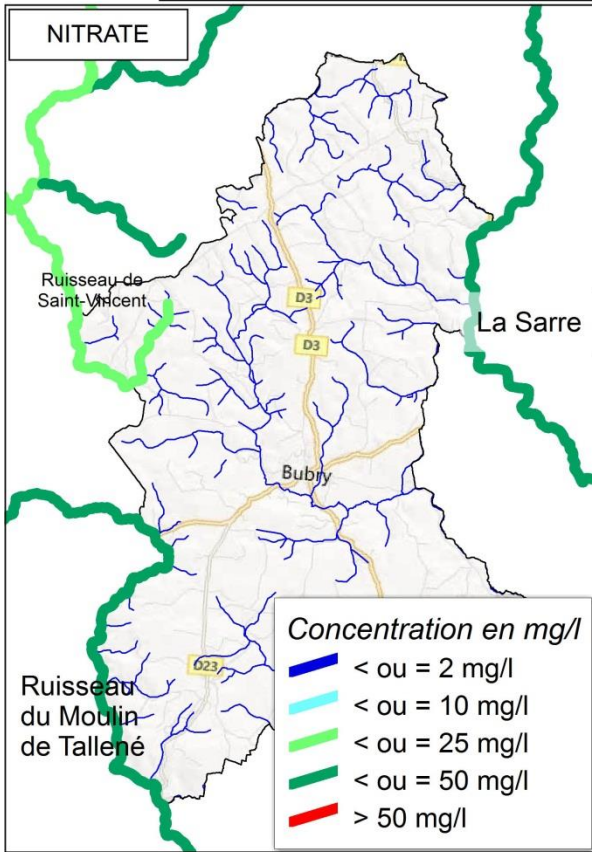 NITRATE
Ruisseau de
Saint-Vincent
D3
La Sarre
D3
Bubry
D23
Ruisseau
du Moulin
de Tallené
Concentration en mg/l
< ou = 2 mg/l
< ou = 10 mg/l
< ou = 25 mg/l
< ou = 50 mg/l
> 50 mg/l